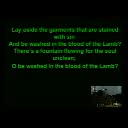 Lay aside the garments that are stained
with sin
And be washed in the blood of the Lamb?
There's a fountain flowing for the soul
unclean;
O be washed in the blood of the Lamb?